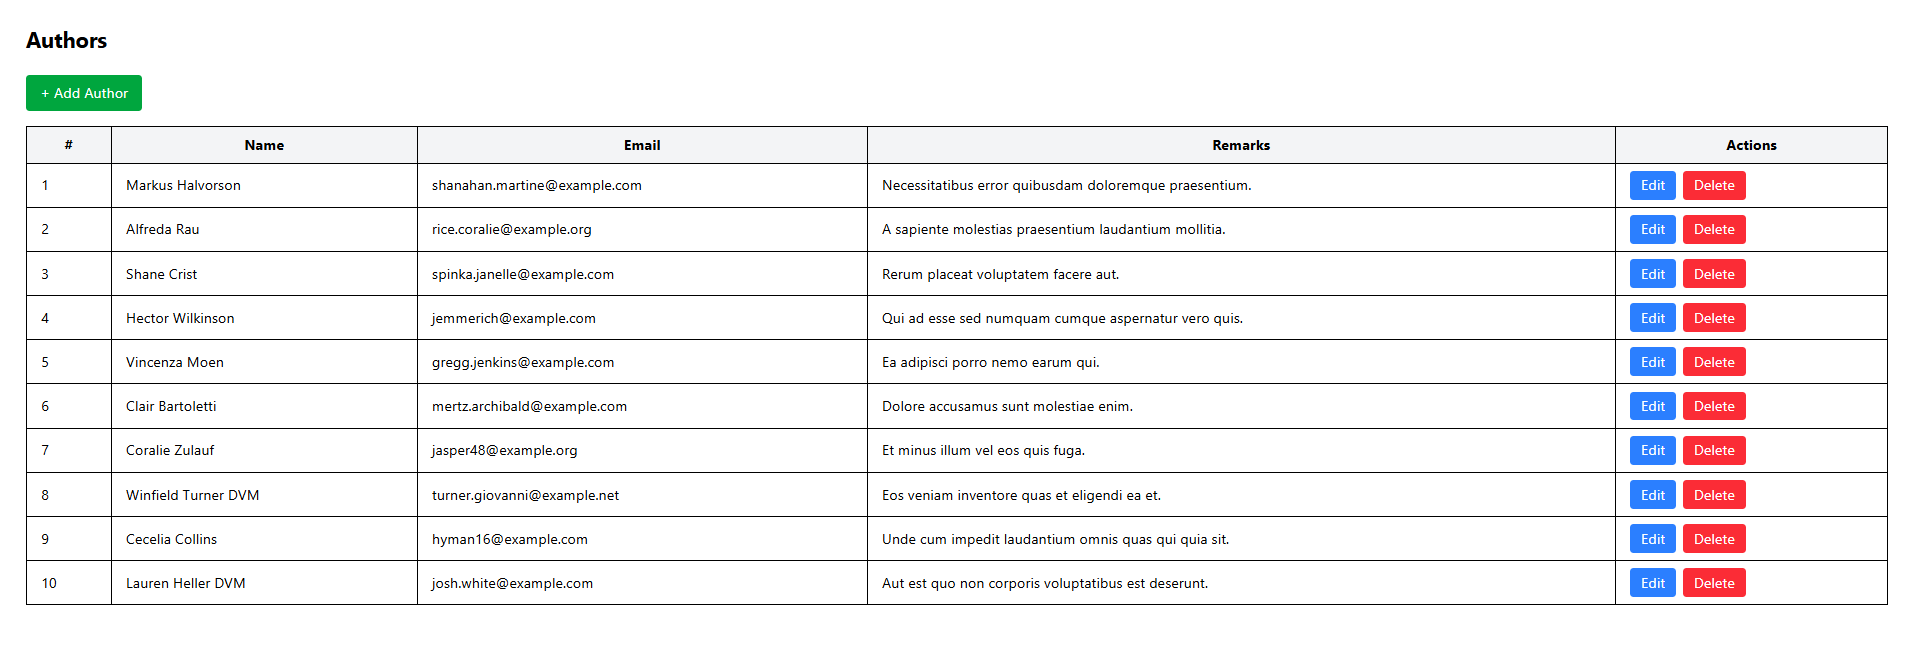 Authors
+ Add Author
# Name Email Remarks Actions
1 Markus Halvorson shanahan.martine@example.com Necessitatibus error quibusdam doloremque praesentium. Edit Delete
2 Alfreda Rau rice.coralie@example.org A sapiente molestias praesentium laudantium mollitia. Edit Delete
3 Shane Crist spinka.janelle@example.com Rerum placeat voluptatem facere aut. Edit Delete
4 Hector Wilkinson jemmerich@example.com Qui ad esse sed numquam cumque aspernatur vero quis. Edit Delete
5 Vincenza Moen gregg.jenkins@example.com Ea adipisci porro nemo earum qui. Edit Delete
6 Clair Bartoletti mertz.archibald@example.com Dolore accusamus sunt molestiae enim. Edit Delete
7 Coralie Zulauf jasper48@example.org Et minus illum vel eos quis fuga. Edit Delete
8 Winfield Turner DVM turner.giovanni@example.net Eos veniam inventore quas et eligendi ea et. Edit Delete
9 Cecelia Collins hyman16@example.com Unde cum impedit laudantium omnis quas qui quia sit. Edit Delete
10 Lauren Heller DVM josh.white@example.com Aut est quo non corporis voluptatibus est deserunt. Edit Delete